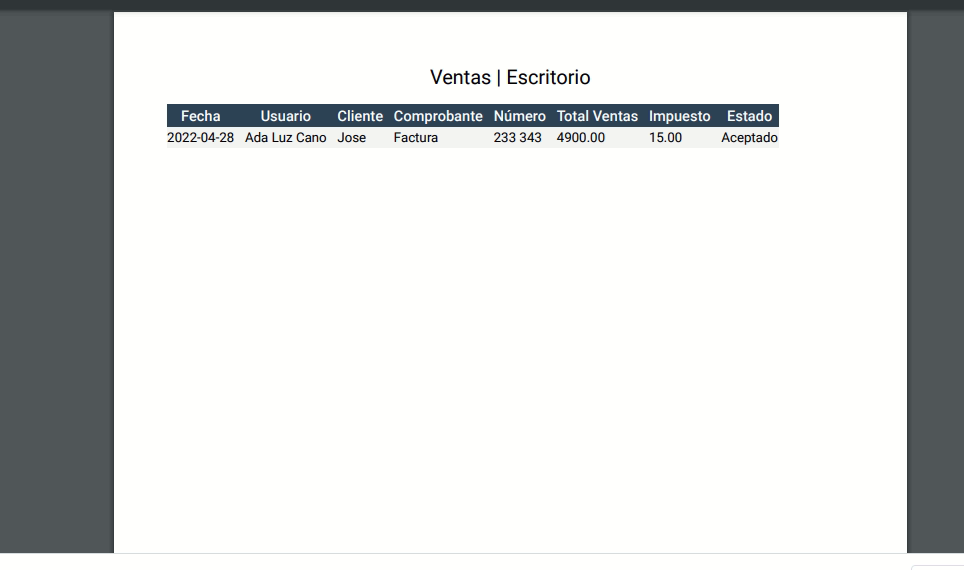 Ventas | Escritorio
Fecha Usuario Cliente Comprobante Número Total Ventas Impuesto Estado
2022-04-28 Ada Luz Cano Jose Factura 233 343 4900.00 15.00 Aceptado